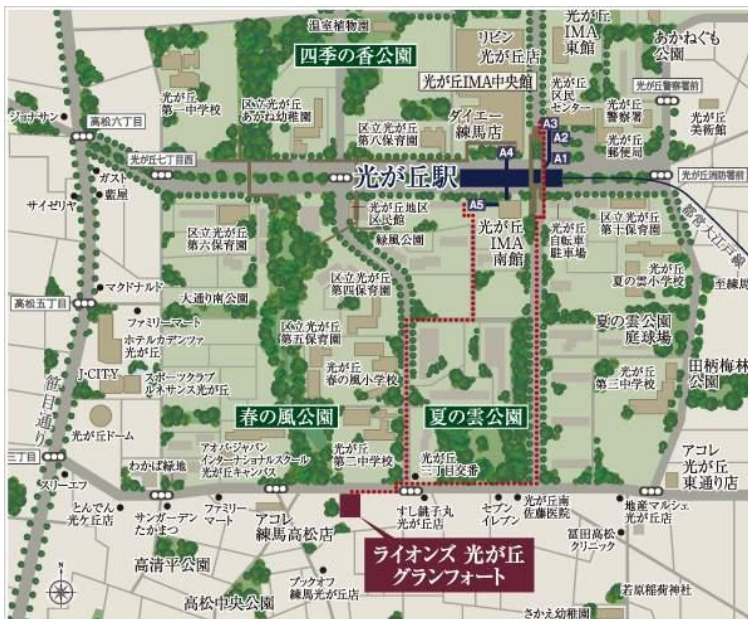 温室植物園
四季の香公園
リビン
光が丘店
光が丘
IMA
東館
あかねぐも
公園
光が丘IMA中央館
ダイエー
練馬店
光が丘
区民
センター
光が丘警察署前
光が丘
警察署
光が丘
美術館
光が丘
郵便局
ジョナサン
高松六丁目
光が丘
第一中学校
区立光が丘
あかね幼稚園
区立光が丘
第八保育園
A3
A2
A1
A4
A5
光が丘七丁目西
光が丘駅
光が丘消防署前
ガスト
藍屋
サイゼリヤ
光が丘地区
区民館
緑風公園
光が丘
IMA
南館
光が丘
自転車
駐車場
区立光が丘
第十保育園
都営大江戸線
至練馬
区立光が丘
第六保育園
区立光が丘
第四保育園
光が丘
夏の雲小学校
マクドナルド
大通り南公園
高松五丁目
ファミリーマート
ホテルカデンツァ
光が丘
区立光が丘
第五保育園
夏の雲公園
庭球場
J.CITY
スポーツクラブ
ルネサンス光が丘
光が丘
春の風小学校
光が丘
第三中学校
田柄梅林
公園
笹目通り
光が丘ドーム
春の風公園
夏の雲公園
三丁目
スリーエフ
わかば緑地
アオバ・ジャパン
インターナショナルスクール
光が丘キャンパス
光が丘
第二中学校
光が丘
三丁目交番
アコレ
光が丘
東通り店
とんでん
光ケ丘店
サンガーデン
たかまつ
ファミリー
マート
アコレ
練馬高松店
すし銚子丸
光が丘店
セブン
イレブン
光が丘南
佐藤医院
地産マルシェ
光が丘店
冨田高松
クリニック
高清平公園
ライオンズ 光が丘
グランフォート
ブックオフ
練馬光が丘店
高松中央公園
若原稲荷神社
さかえ幼稚園
N